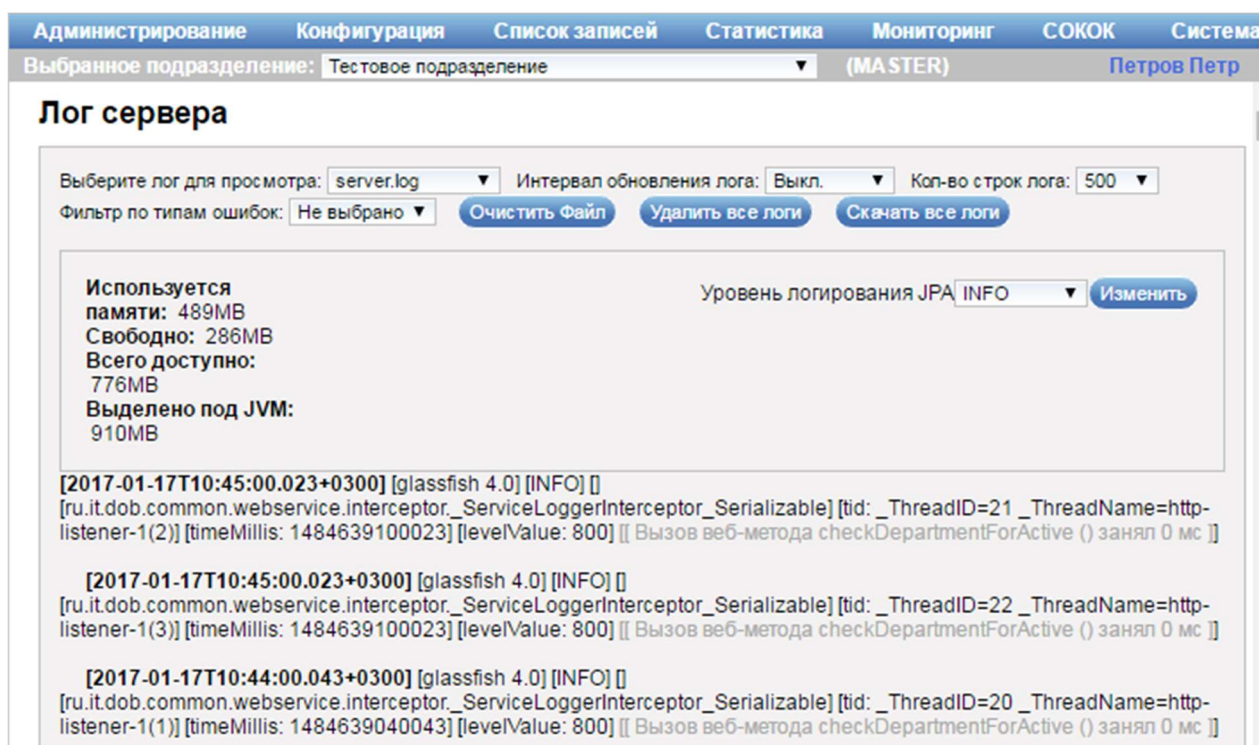 Администрирование Конфигурация Список записей Статистика Мониторинг СОКОК Система
Выбранное подразделение: Тестовое подразделение (MASTER) Петров Петр
Лог сервера
Выберите лог для просмотра: server.log Интервал обновления лога: Выкл. Кол-во строк лога: 500
Фильтр по типам ошибок: Не выбрано Очистить Файл Удалить все логи Скачать все логи
Используется
памяти: 489MB
Уровень логирования JPA INFO Изменить
Свободно: 286MB
Всего доступно:
776MB
Выделено под JVM:
910MB
[2017-01-17T10:45:00.023+0300] [glassfish 4.0] [INFO] []
[ru.it.dob.common.webservice.interceptor._ServiceLoggerInterceptor_Serializable] [tid: _ThreadID=21 _ThreadName=http-
listener-1(2)] [timeMillis: 1484639100023] [levelValue: 800] [[ Вызов веб-метода checkDepartmentForActive () занял 0 мс ]]
[2017-01-17T10:45:00.023+0300] [glassfish 4.0] [INFO] []
[ru.it.dob.common.webservice.interceptor._ServiceLoggerInterceptor_Serializable] [tid: _ThreadID=22 _ThreadName=http-
listener-1(3)] [timeMillis: 1484639100023] [levelValue: 800] [[ Вызов веб-метода checkDepartmentForActive () занял 0 мс ]]
[2017-01-17T10:44:00.043+0300] [glassfish 4.0] [INFO] []
[ru.it.dob.common.webservice.interceptor._ServiceLoggerInterceptor_Serializable] [tid: _ThreadID=20 _ThreadName=http-
listener-1(1)] [timeMillis: 1484639040043] [levelValue: 800] [[ Вызов веб-метода checkDepartmentForActive () занял 0 мс ]]